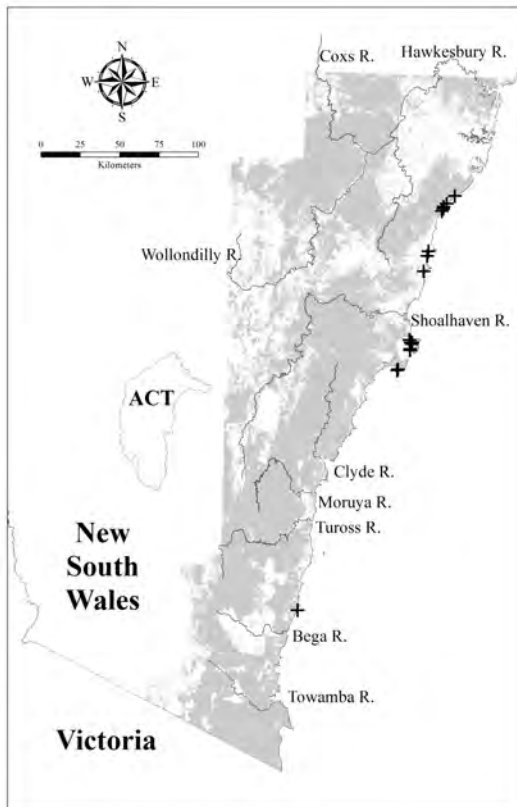 Coxs R.
Hawkesbury R.
N
W
E
S
0 25 50 75 100
Kilometers
Wollondilly R.
Shoalhaven R.
ACT
Clyde R.
Moruya R.
Tuross R.
New
South
Wales
Bega R.
Towamba R.
Victoria